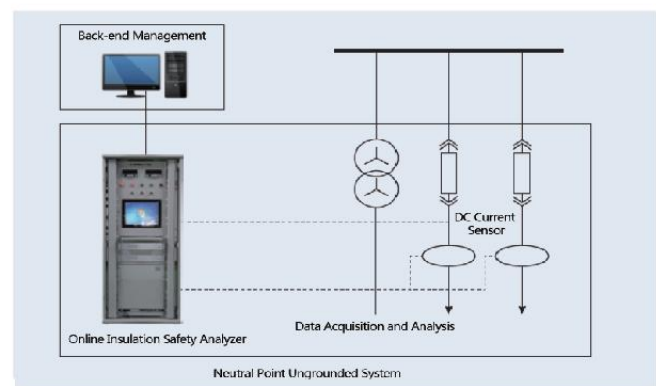 Back-end Management
DC Current
Sensor
Data Acquisition and Analysis
Online Insulation Safety Analyzer
Neutral Point Ungrounded System